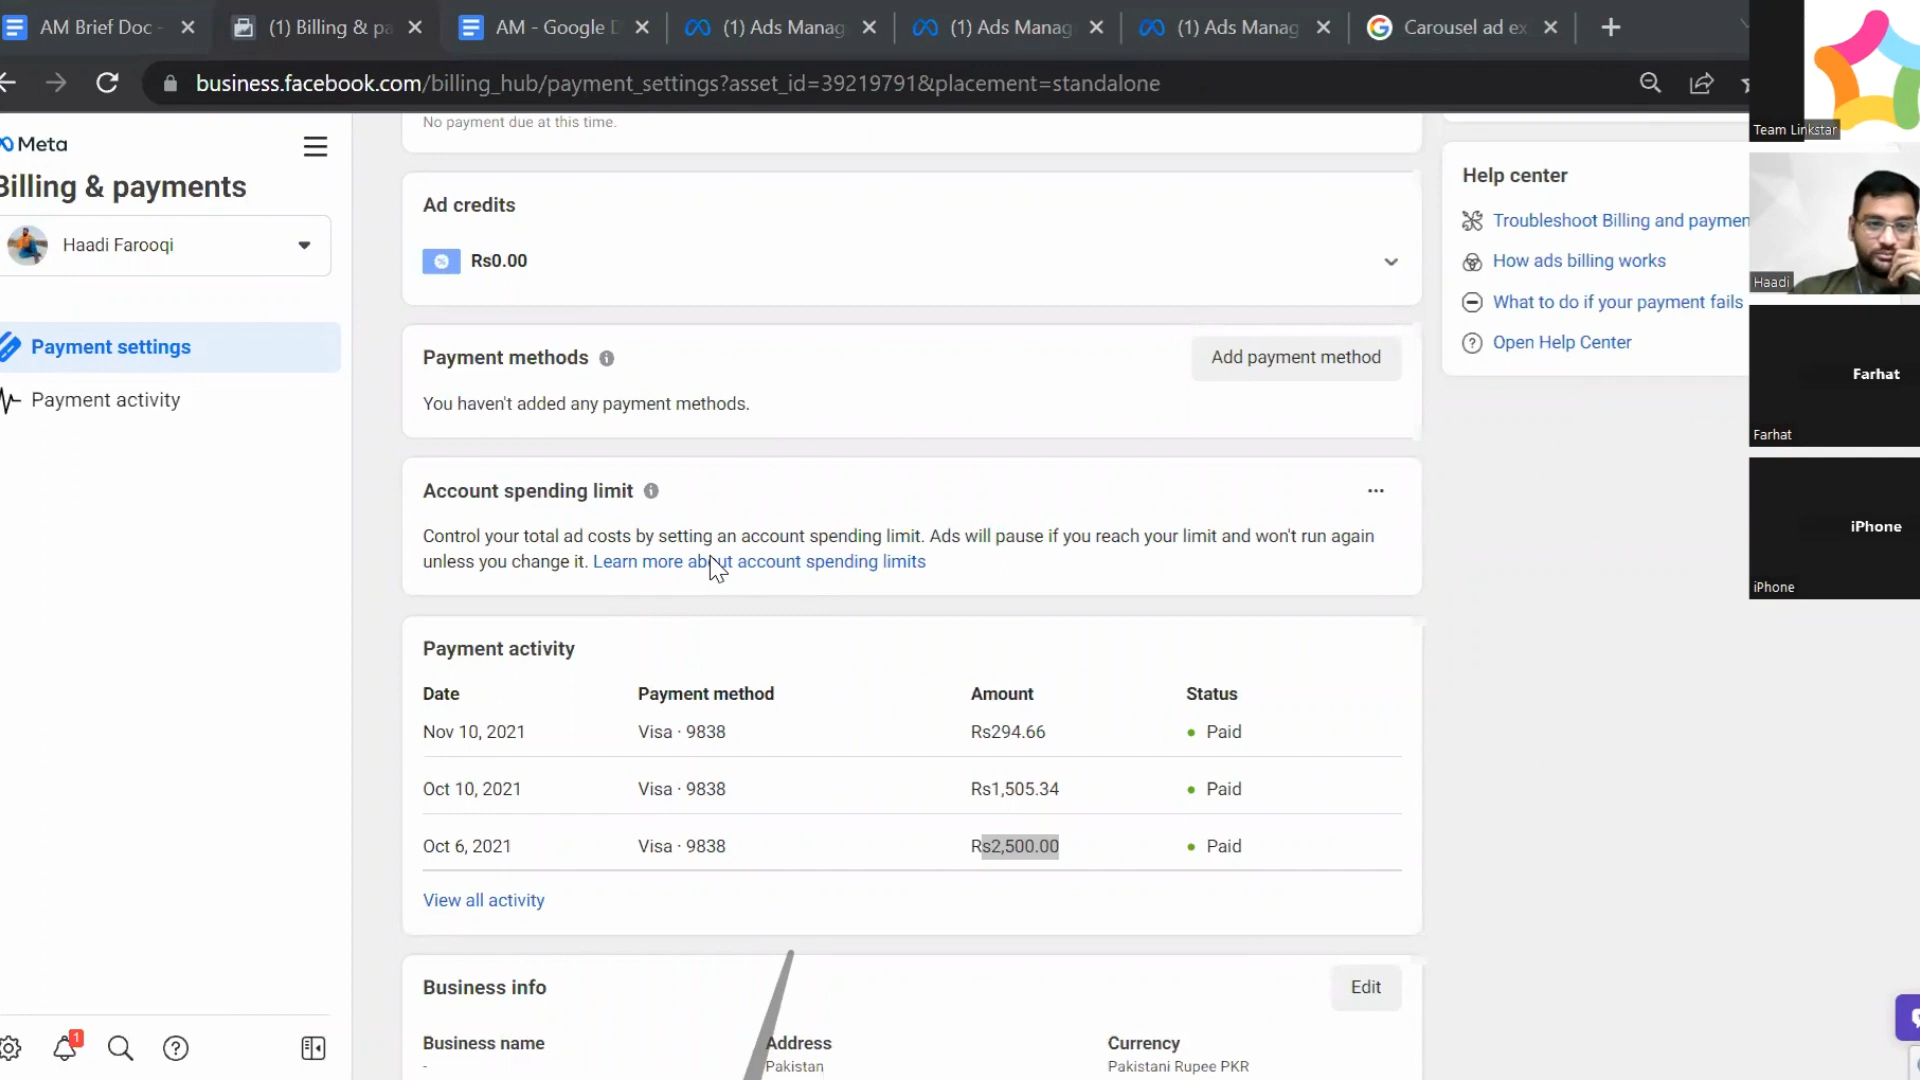 AM Brief Doc -
(1) Billing & pa
AM - Google D
(1) Ads Manag
(1) Ads Manag
(1) Ads Manag
Carousel ad ex
business.facebook.com/billing_hub/payment_settings?asset_id=39219791&placement=standalone
Team Linkstar
Haadi
Farhat
Farhat
iPhone
iPhone
Meta
Billing & payments
Haadi Farooqi
Payment settings
Payment activity
1
No payment due at this time.
Ad credits
Rs0.00
Payment methods
Add payment method
You haven't added any payment methods.
Account spending limit
Control your total ad costs by setting an account spending limit. Ads will pause if you reach your limit and won't run again
unless you change it. Learn more about account spending limits
Payment activity
Date Payment method Amount Status
Nov 10, 2021 Visa · 9838 Rs294.66 Paid
Oct 10, 2021 Visa · 9838 Rs1,505.34 Paid
Oct 6, 2021 Visa · 9838 Rs2,500.00 Paid
View all activity
Business info
Edit
Business name Address Currency
- Pakistan Pakistani Rupee PKR
Help center
Troubleshoot Billing and paymen
How ads billing works
What to do if your payment fails
Open Help Center